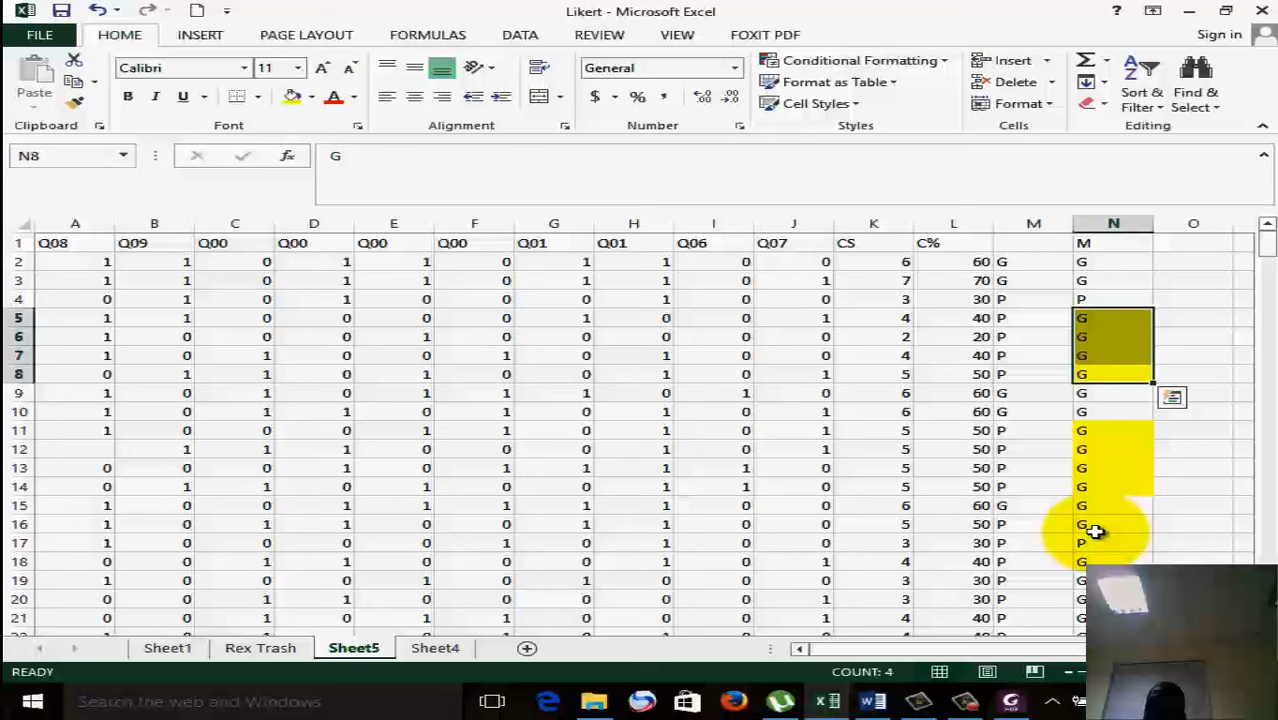 Likert - Microsoft Excel
FILE HOME INSERT PAGE LAYOUT FORMULAS DATA REVIEW VIEW FOXIT PDF Sign in
Paste Calibri 11 General Conditional Formatting Insert
Format as Table Delete Sort & Find &
Cell Styles Format Filter Select
Clipboard Font Alignment Number Styles Cells Editing
N8 fx G
A B C D E F G H I J K L M N O
1 Q08 Q09 Q00 Q00 Q00 Q00 Q01 Q01 Q06 Q07 CS C% M
2 1 1 0 1 1 0 1 1 0 0 6 60 G G
3 1 1 0 1 1 0 1 1 0 1 7 70 G G
4 0 1 0 0 0 0 0 1 0 1 3 30 P P
5 1 1 0 0 0 0 1 0 0 1 4 40 P G
6 1 0 0 0 1 0 0 0 0 0 2 20 P G
7 1 0 1 0 0 1 0 1 0 0 4 40 P G
8 0 1 1 0 1 0 0 1 0 1 5 50 P G
9 1 0 0 0 1 1 1 0 1 1 6 60 G G
10 1 0 1 1 0 0 1 1 0 1 6 60 G G
11 1 0 0 1 1 0 0 1 0 1 5 50 P G
12 1 1 1 0 0 0 1 0 1 5 50 P G
13 0 0 1 0 0 1 1 1 1 0 5 50 P G
14 0 1 1 0 1 0 0 1 1 0 5 50 P G
15 1 0 0 0 1 1 1 1 0 1 6 60 G G
16 0 0 1 1 0 0 1 1 0 1 5 50 P G
17 1 0 0 0 0 1 0 1 0 0 3 30 P P
18 0 0 1 1 0 0 0 1 0 1 4 40 P G
19 1 0 0 0 1 0 1 0 0 0 3 30 P G
20 0 0 1 1 0 0 0 0 0 1 3 30 P G
21 0 0 1 0 1 1 0 0 0 1 4 40 P G
Sheet1 Rex Trash Sheet5 Sheet4
READY COUNT: 4
Search the web and Windows